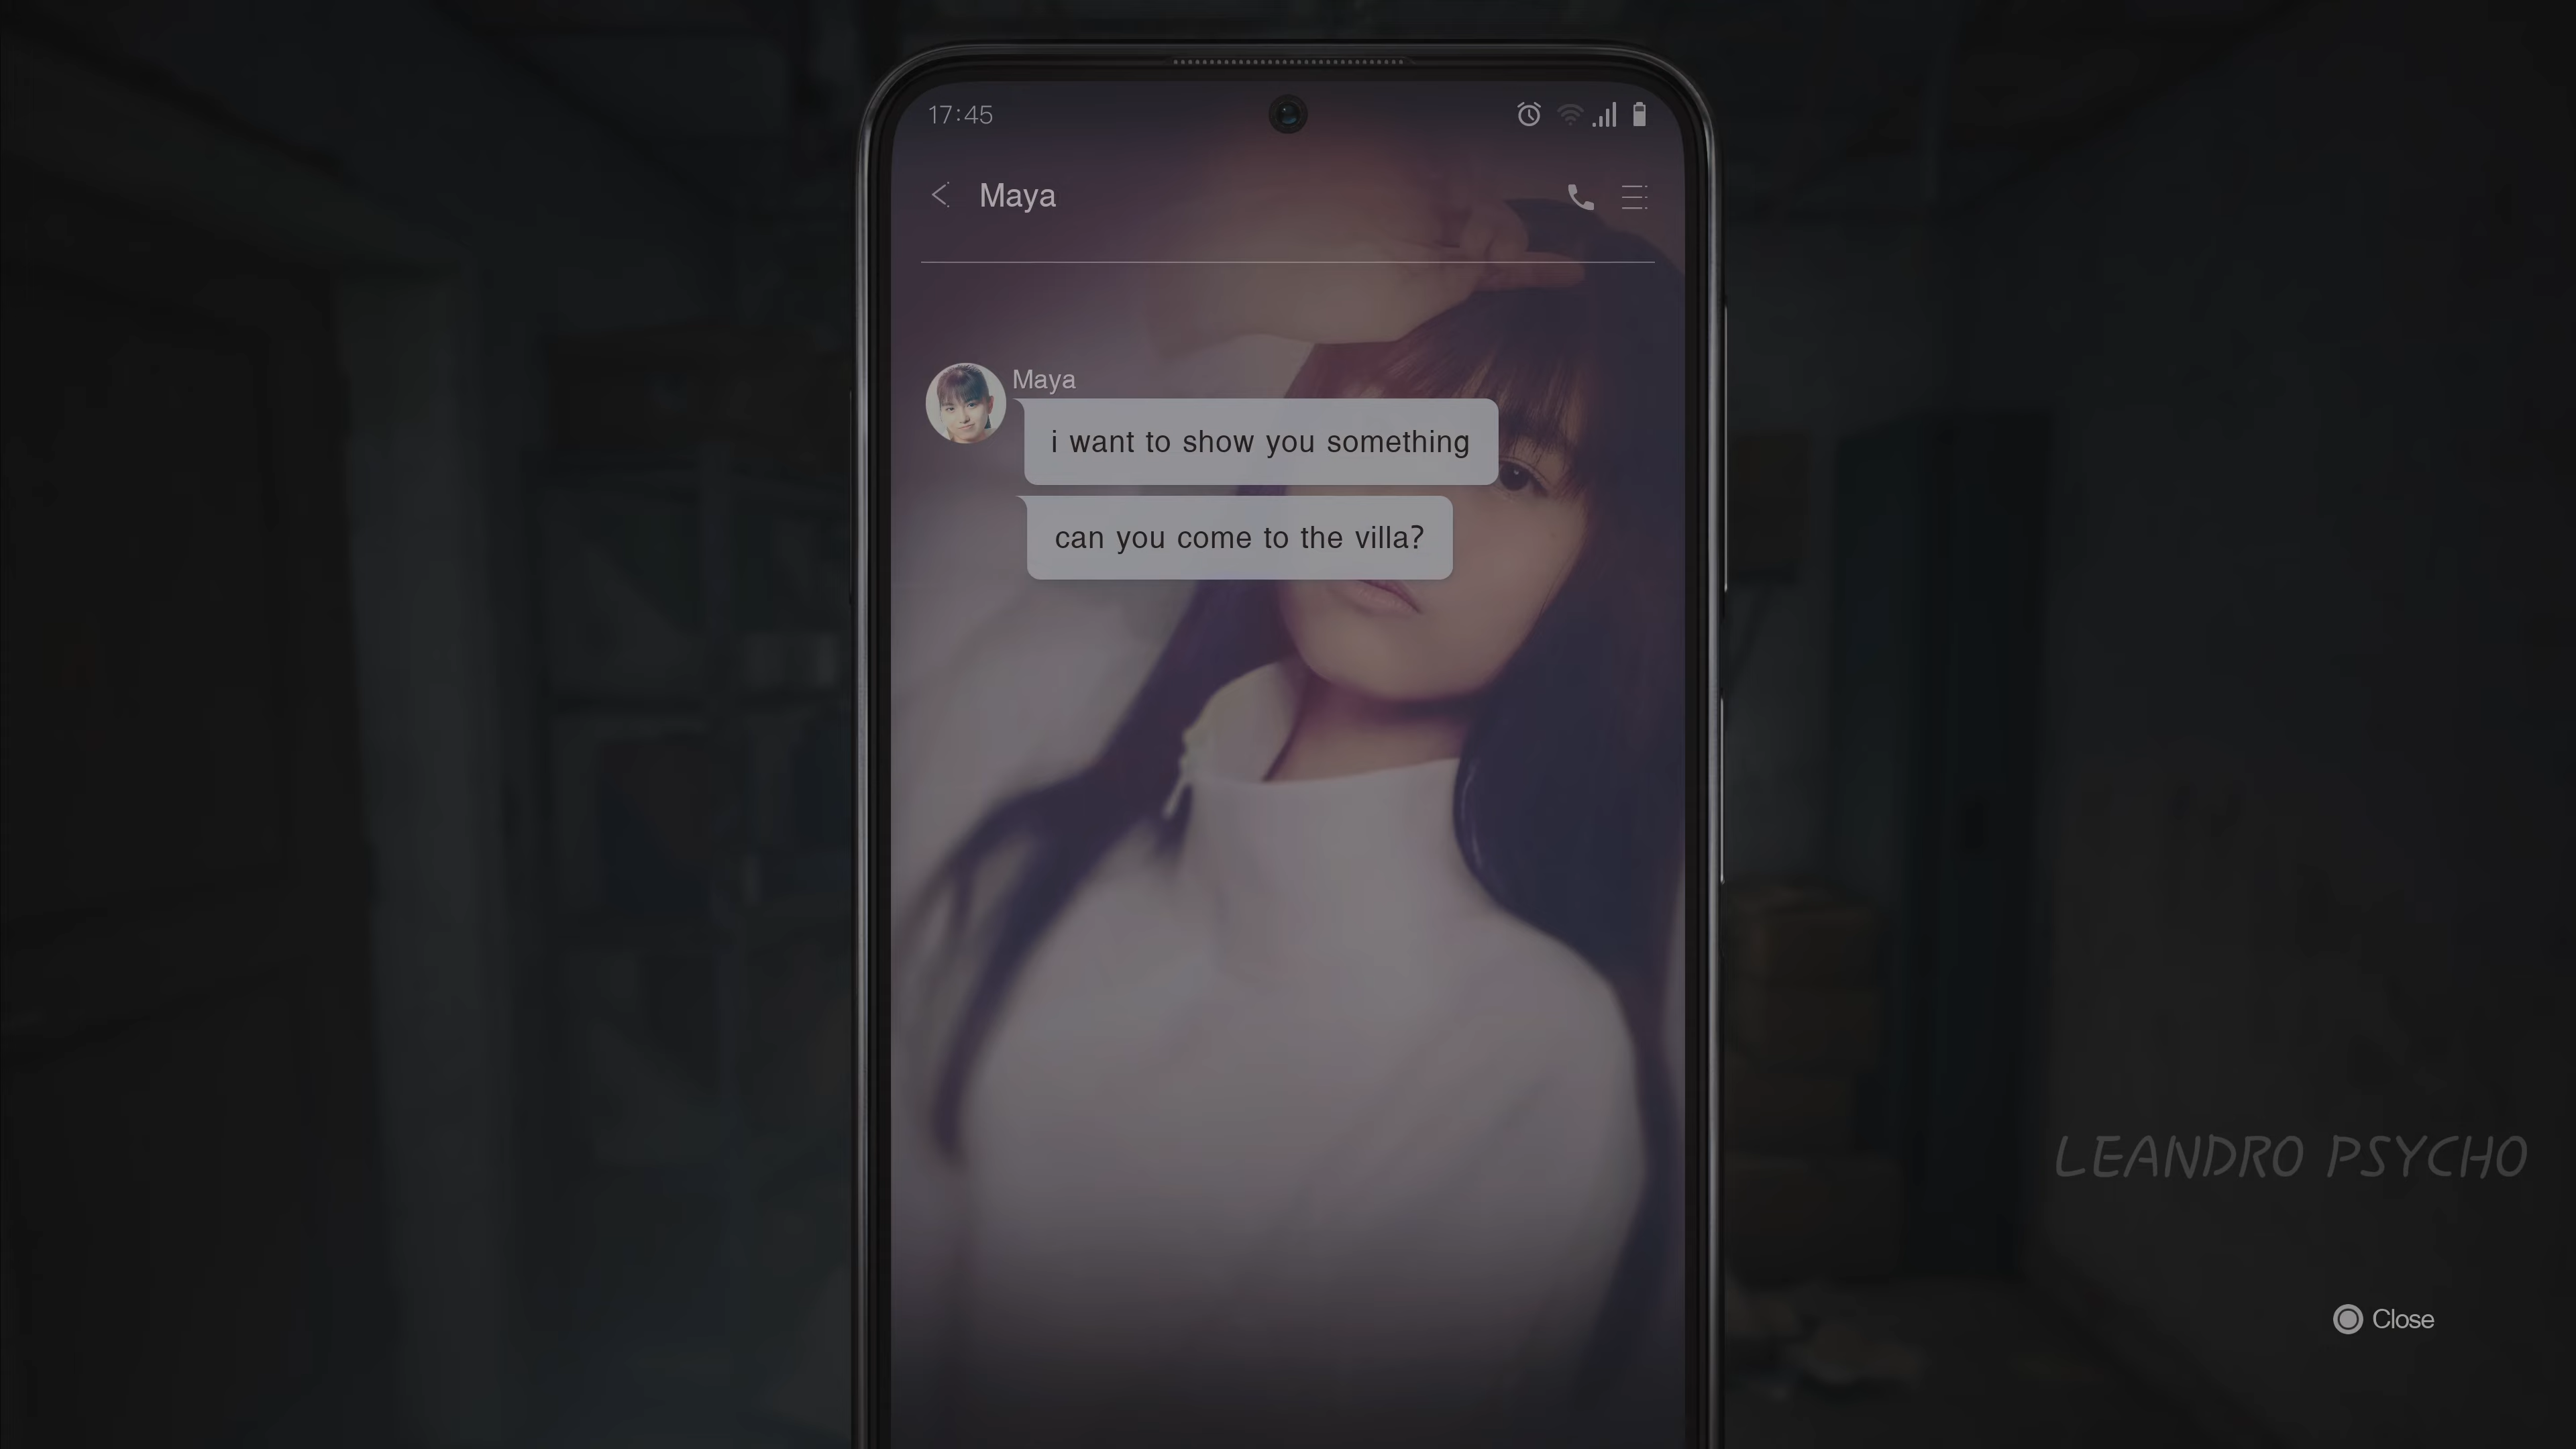 17:45
Maya
Maya
i want to show you something
can you come to the villa?
LEANDRO PSYCHO
Close